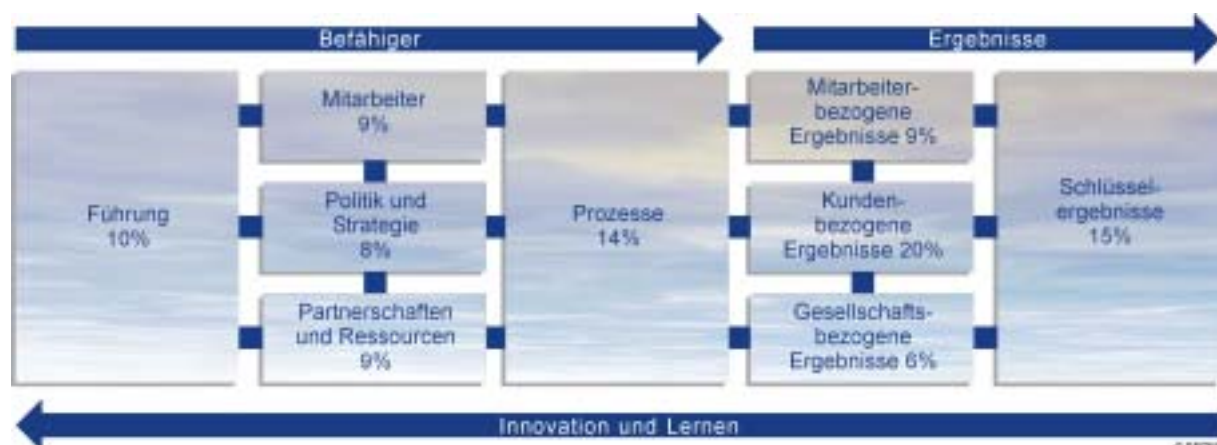 Befähiger
Ergebnisse
Führung
10%
Mitarbeiter
9%
Politik und
Strategie
8%
Partnerschaften
und Ressourcen
9%
Prozesse
14%
Mitarbeiter-
bezogene
Ergebnisse 9%
Kunden-
bezogene
Ergebnisse 20%
Gesellschafts-
bezogene
Ergebnisse 6%
Schlüssel-
ergebnisse
15%
Innovation und Lernen